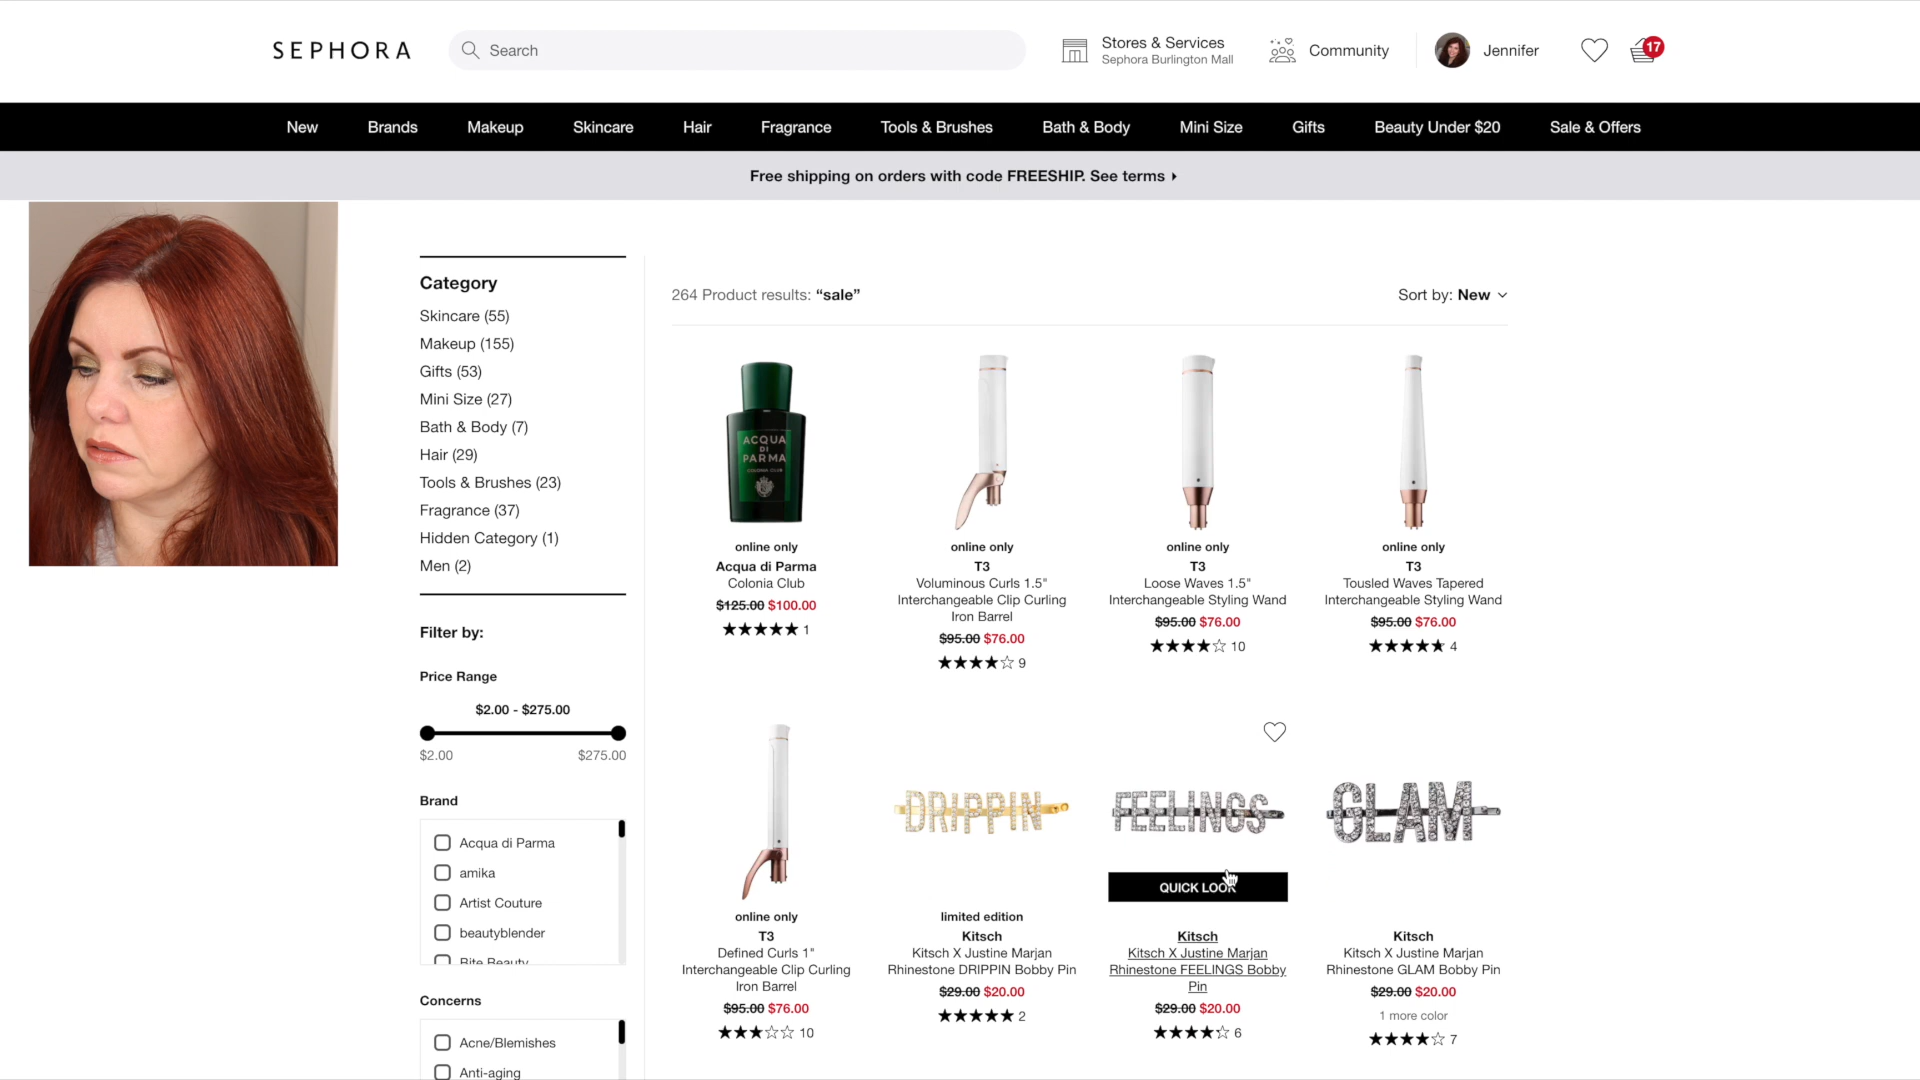 SEPHORA
Search
Stores & Services
Sephora Burlington Mall
Community
Jennifer
17
New
Brands
Makeup
Skincare
Hair
Fragrance
Tools & Brushes
Bath & Body
Mini Size
Gifts
Beauty Under $20
Sale & Offers
Free shipping on orders with code FREESHIP. See terms
Category
Skincare (55)
Makeup (155)
Gifts (53)
Mini Size (27)
Bath & Body (7)
Hair (29)
Tools & Brushes (23)
Fragrance (37)
Hidden Category (1)
Men (2)
Filter by:
Price Range
$2.00 - $275.00
$2.00
$275.00
Brand
Acqua di Parma
amika
Artist Couture
beautyblender
Bite Beauty
Concerns
Acne/Blemishes
Anti-aging
264 Product results: “sale”
Sort by: New
ACQUA
DI
PARMA
COLONIA CLUB
online only
Acqua di Parma
Colonia Club
$125.00 $100.00
1
online only
T3
Voluminous Curls 1.5"
Interchangeable Clip Curling
Iron Barrel
$95.00 $76.00
9
online only
T3
Loose Waves 1.5"
Interchangeable Styling Wand
$95.00 $76.00
10
online only
T3
Tousled Waves Tapered
Interchangeable Styling Wand
$95.00 $76.00
4
online only
T3
Defined Curls 1"
Interchangeable Clip Curling
Iron Barrel
$95.00 $76.00
10
DRIPPIN
limited edition
Kitsch
Kitsch X Justine Marjan
Rhinestone DRIPPIN Bobby Pin
$29.00 $20.00
2
FEELINGS
QUICK LOOK
Kitsch
Kitsch X Justine Marjan
Rhinestone FEELINGS Bobby
Pin
$29.00 $20.00
6
GLAM
Kitsch
Kitsch X Justine Marjan
Rhinestone GLAM Bobby Pin
$29.00 $20.00
1 more color
7